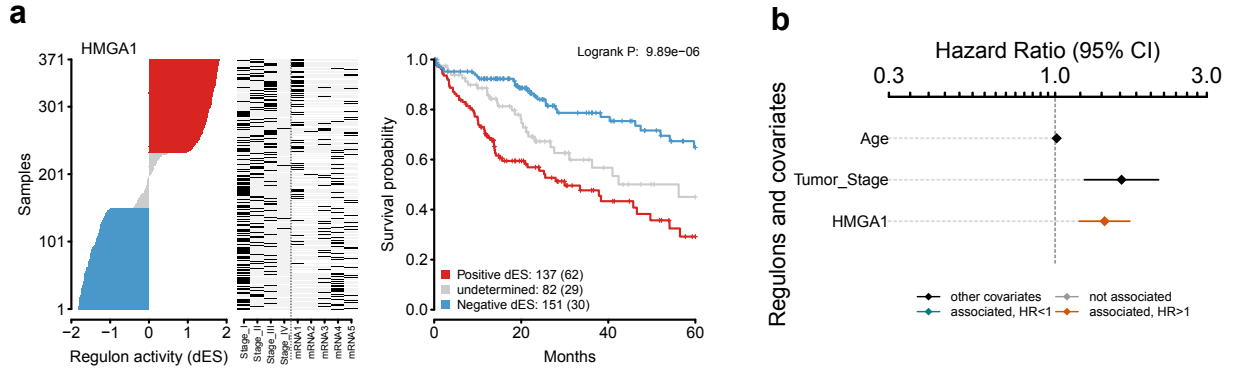 a
HMGA1
Samples
371
301
201
101
1
−2 −1 0 1 2
Regulon activity (dES)
Stage_I
Stage_II
Stage_III
Stage_IV
mRNA1
mRNA2
mRNA3
mRNA4
mRNA5
Logrank P: 9.89e−06
Survival probability
1.0
0.8
0.6
0.4
0.2
0.0
Positive dES: 137 (62)
undetermined: 82 (29)
Negative dES: 151 (30)
0 20 40 60
Months
b
Hazard Ratio (95% CI)
0.3 1.0 3.0
Regulons and covariates
Age
Tumor_Stage
HMGA1
other covariates
not associated
associated, HR<1
associated, HR>1